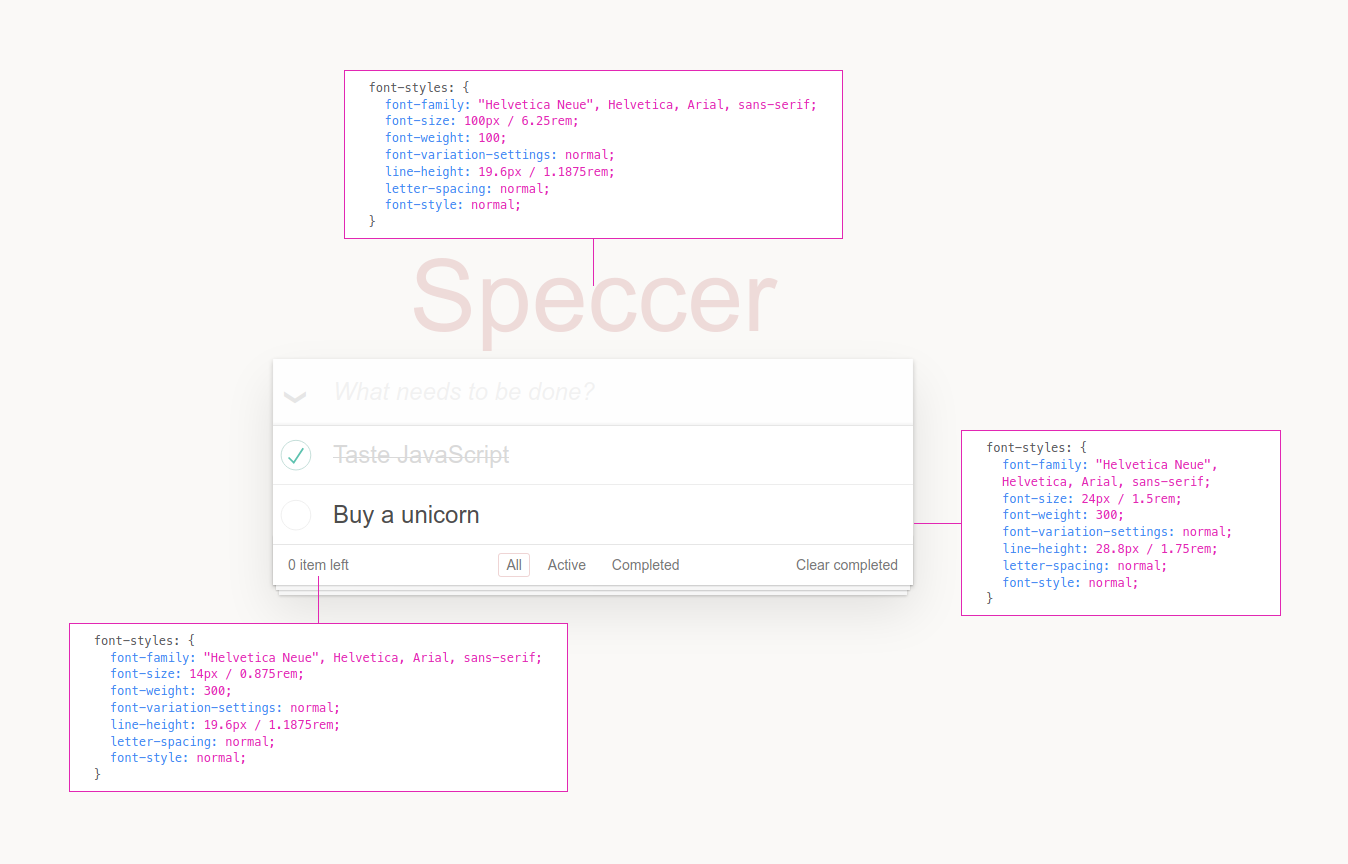 font-styles: {
font-family: "Helvetica Neue", Helvetica, Arial, sans-serif;
font-size: 100px / 6.25rem;
font-weight: 100;
font-variation-settings: normal;
line-height: 19.6px / 1.1875rem;
letter-spacing: normal;
font-style: normal;
}
Speccer
What needs to be done?
Taste JavaScript
Buy a unicorn
0 item left All Active Completed Clear completed
font-styles: {
font-family: "Helvetica Neue",
Helvetica, Arial, sans-serif;
font-size: 24px / 1.5rem;
font-weight: 300;
font-variation-settings: normal;
line-height: 28.8px / 1.75rem;
letter-spacing: normal;
font-style: normal;
}
font-styles: {
font-family: "Helvetica Neue", Helvetica, Arial, sans-serif;
font-size: 14px / 0.875rem;
font-weight: 300;
font-variation-settings: normal;
line-height: 19.6px / 1.1875rem;
letter-spacing: normal;
font-style: normal;
}